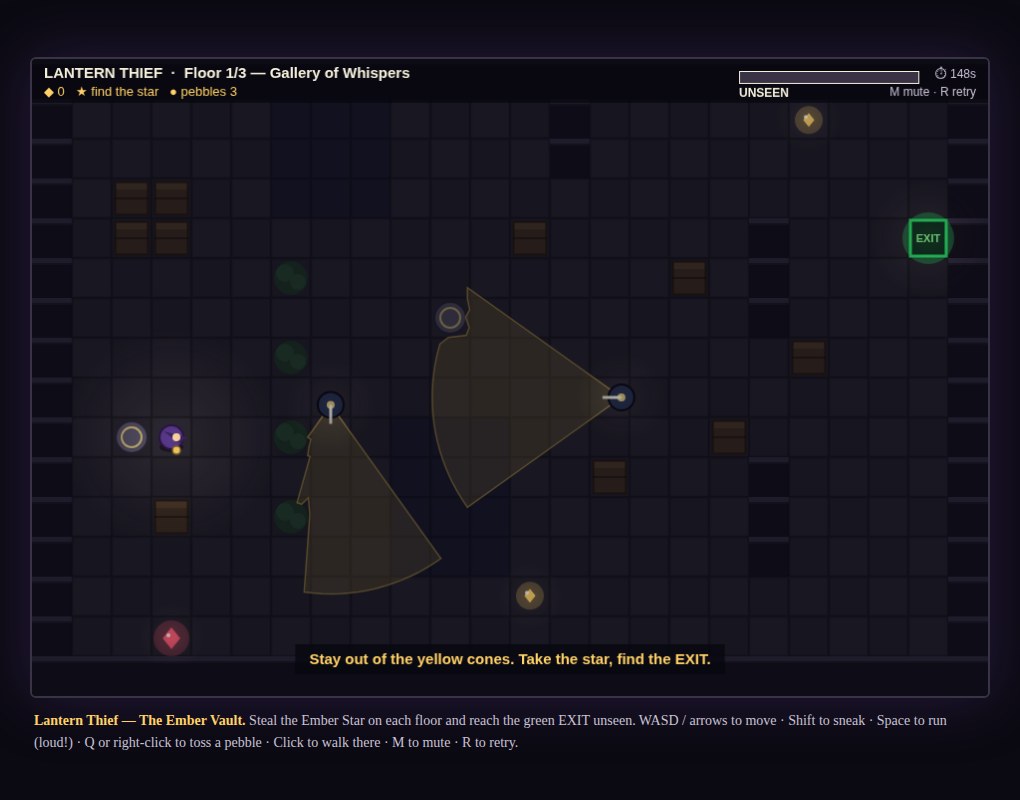 LANTERN THIEF · Floor 1/3 — Gallery of Whispers
⏱ 148s
◆ 0 ★ find the star ● pebbles 3
UNSEEN
M mute · R retry
EXIT
Stay out of the yellow cones. Take the star, find the EXIT.
Lantern Thief — The Ember Vault. Steal the Ember Star on each floor and reach the green EXIT unseen. WASD / arrows to move · Shift to sneak · Space to run
(loud!) · Q or right-click to toss a pebble · Click to walk there · M to mute · R to retry.